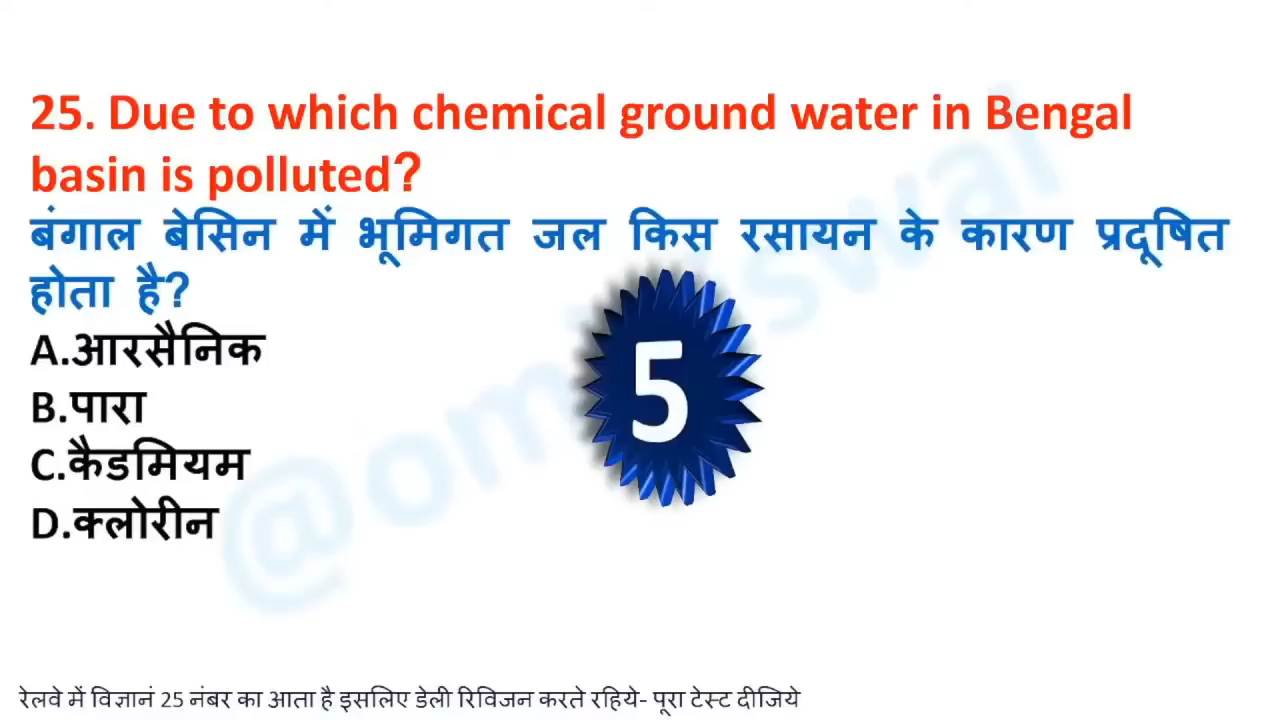 25. Due to which chemical ground water in Bengal
basin is polluted?
बंगाल बेसिन में भूमिगत जल किस रसायन के कारण प्रदूषित
होता है?
A.आरसैनिक
B.पारा
C.कैडमियम
D.क्लोरीन
5
रेलवे में विज्ञानं 25 नंबर का आता है इसलिए डेली रिविजन करते रहिये- पूरा टेस्ट दीजिये